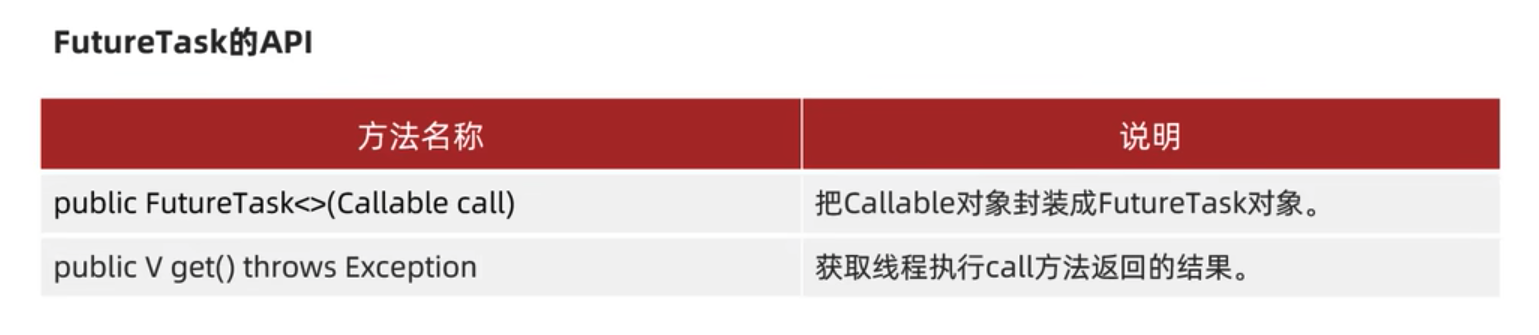 FutureTask的API
方法名称 说明
public FutureTask<>(Callable call) 把Callable对象封装成FutureTask对象。
public V get() throws Exception 获取线程执行call方法返回的结果。